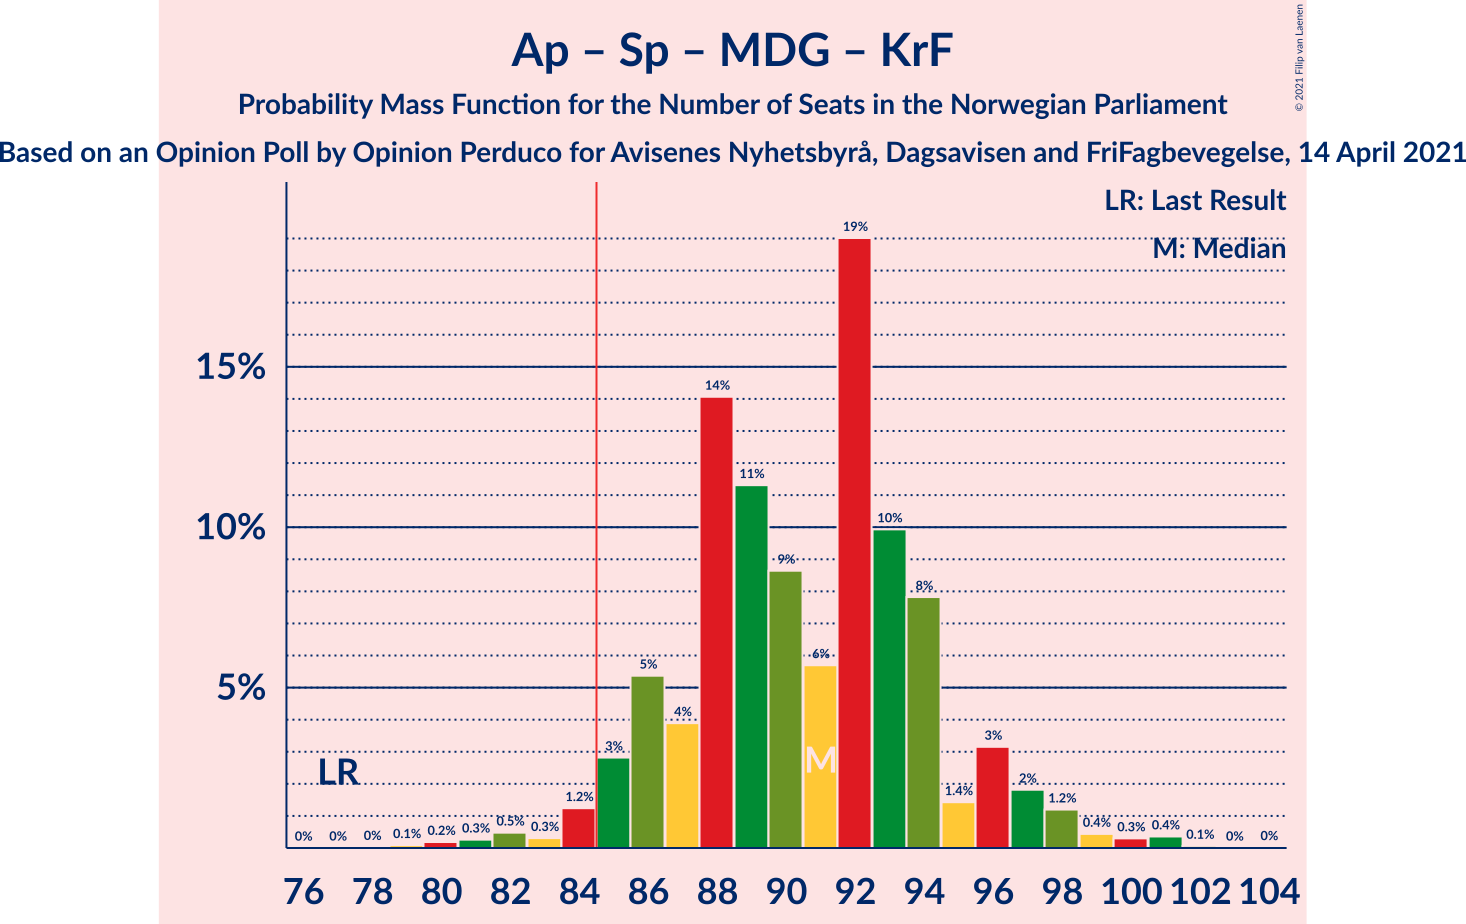 Ap – Sp – MDG – KrF
© 2021 Filip van Laenen
Probability Mass Function for the Number of Seats in the Norwegian Parliament
Based on an Opinion Poll by Opinion Perduco for Avisenes Nyhetsbyrå, Dagsavisen and FriFagbevegelse, 14 April 2021
LR: Last Result
M: Median
15%
10%
5%
LR
M
0% 0% 0% 0.1% 0.2% 0.3% 0.5% 0.3% 1.2% 3% 5% 4% 14% 11% 9% 6% 19% 10% 8% 1.4% 3% 2% 1.2% 0.4% 0.3% 0.4% 0.1% 0% 0%
76 78 80 82 84 86 88 90 92 94 96 98 100 102 104